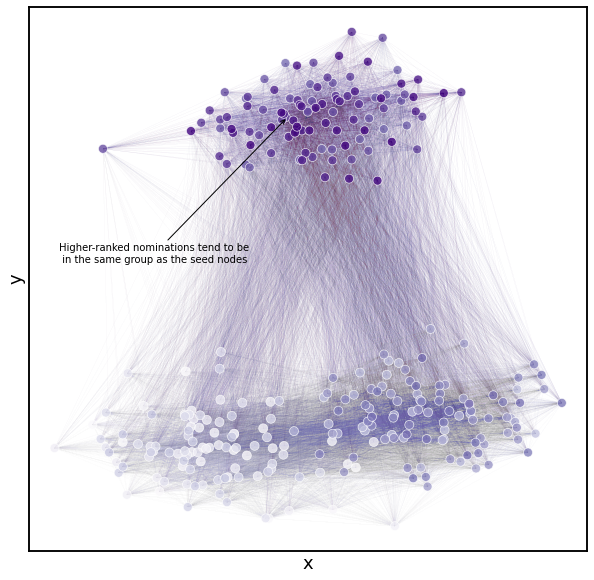 Higher-ranked nominations tend to be
in the same group as the seed nodes
y
x